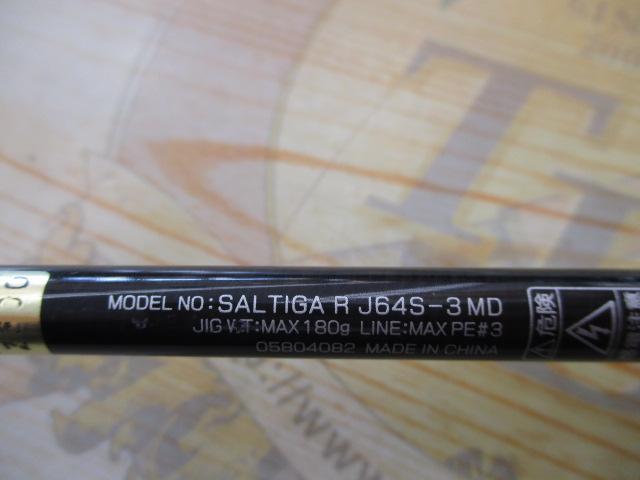 MODEL NO:SALTIGA R J64S-3 MD
JIG WT:MAX 180g LINE:MAX PE#3
05804082 MADE IN CHINA
危険